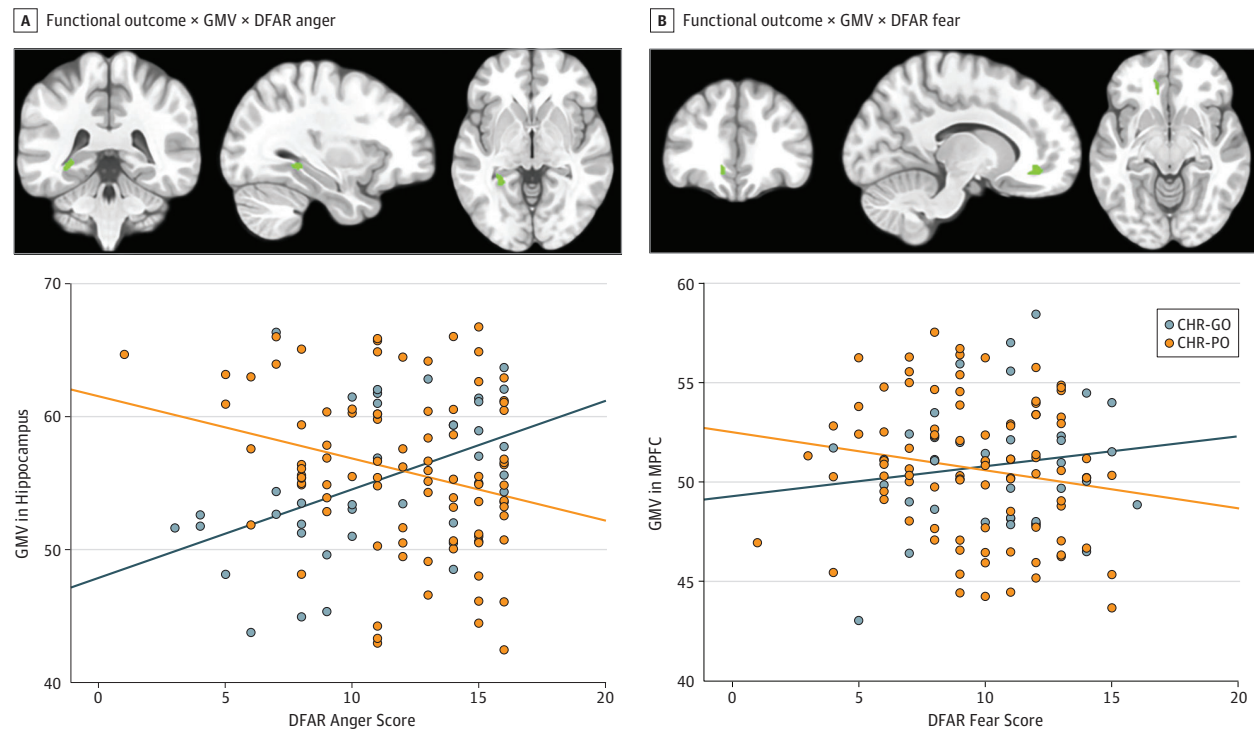 A Functional outcome × GMV × DFAR anger
70
60
50
40
GMV in Hippocampus
0 5 10 15 20
DFAR Anger Score
B Functional outcome × GMV × DFAR fear
60
55
50
45
40
GMV in MPFC
CHR-GO
CHR-PO
0 5 10 15 20
DFAR Fear Score